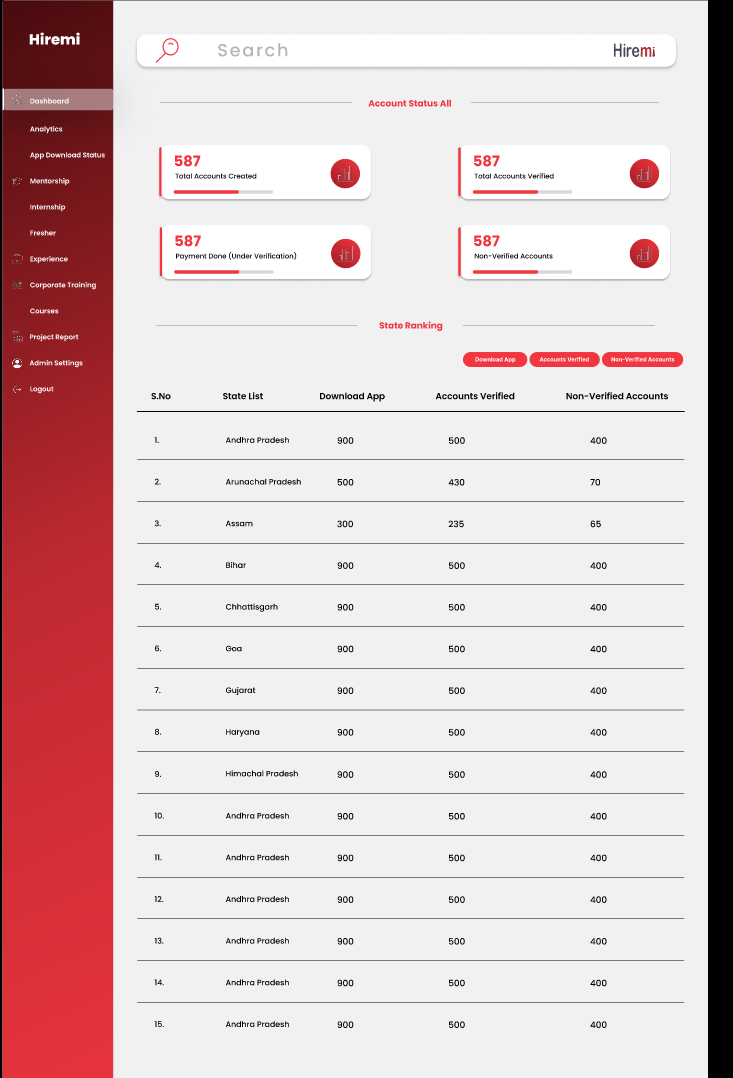 Hiremi
Dashboard
Analytics
App Download Status
Mentorship
Internship
Fresher
Experience
Corporate Training
Courses
Project Report
Admin Settings
Logout
Search
Hiremi
Account Status All
587
Total Accounts Created
587
Total Accounts Verified
587
Payment Done (Under Verification)
587
Non-Verified Accounts
State Ranking
Download App Accounts Verified Non-Verified Accounts
S.No State List Download App Accounts Verified Non-Verified Accounts
1. Andhra Pradesh 900 500 400
2. Arunachal Pradesh 500 430 70
3. Assam 300 235 65
4. Bihar 900 500 400
5. Chhattisgarh 900 500 400
6. Goa 900 500 400
7. Gujarat 900 500 400
8. Haryana 900 500 400
9. Himachal Pradesh 900 500 400
10. Andhra Pradesh 900 500 400
11. Andhra Pradesh 900 500 400
12. Andhra Pradesh 900 500 400
13. Andhra Pradesh 900 500 400
14. Andhra Pradesh 900 500 400
15. Andhra Pradesh 900 500 400